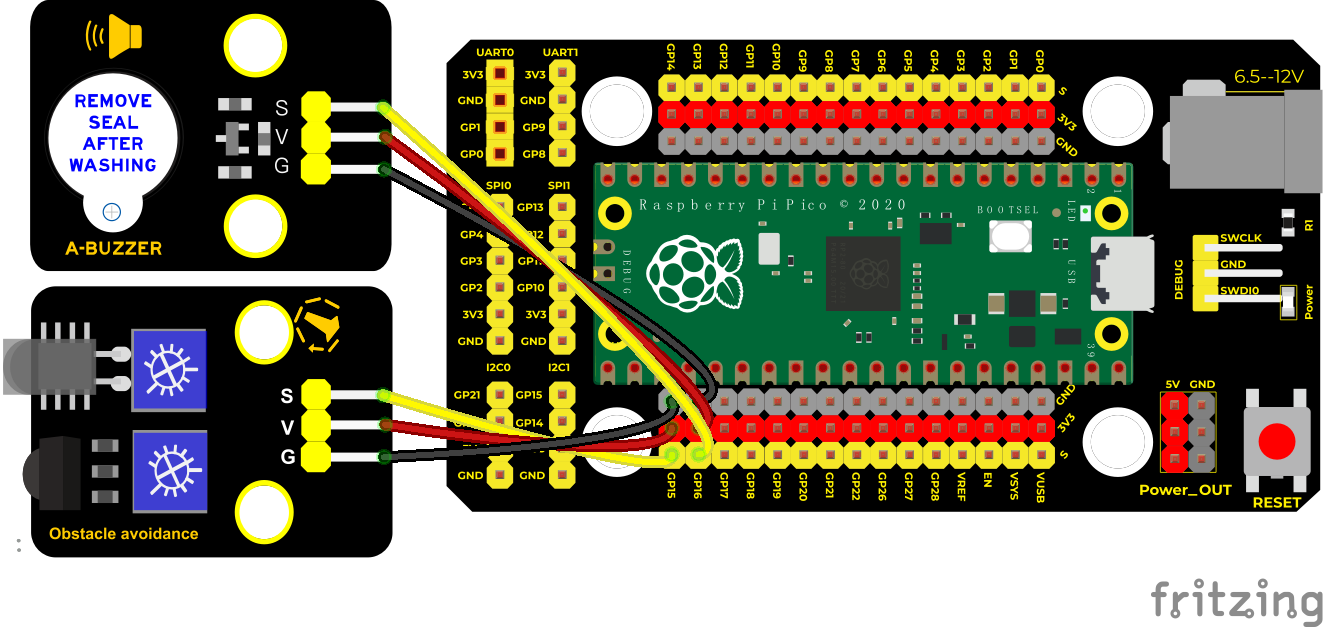 REMOVE
SEAL
AFTER
WASHING
S
V
G
A-BUZZER
S
V
G
Obstacle avoidance
:
UART0
3V3
GND
GP1
GP0
UART1
3V3
GND
GP9
GP8
SPI0
GP4
GP3
GP2
3V3
GND
SPI1
GP13
GP10
3V3
GND
I2C0
GP21
GND
I2C1
GP15
GP14
GND
GP14
GP13
GP12
GP11
GP10
GP9
GP8
GP7
GP6
GP5
GP4
GP3
GP2
GP1
GP0
S
3V3
GND
Raspberry Pi Pico © 2020
BOOTSEL
LED
2
1
DEBUG
USB
39
GND
3V3
S
GP15
GP16
GP17
GP18
GP19
GP20
GP21
GP22
GP26
GP27
GP28
VREF
EN
VSYS
VUSB
6.5--12V
R1
DEBUG
SWCLK
GND
SWDI0
Power
5V
GND
Power_OUT
RESET
fritzing